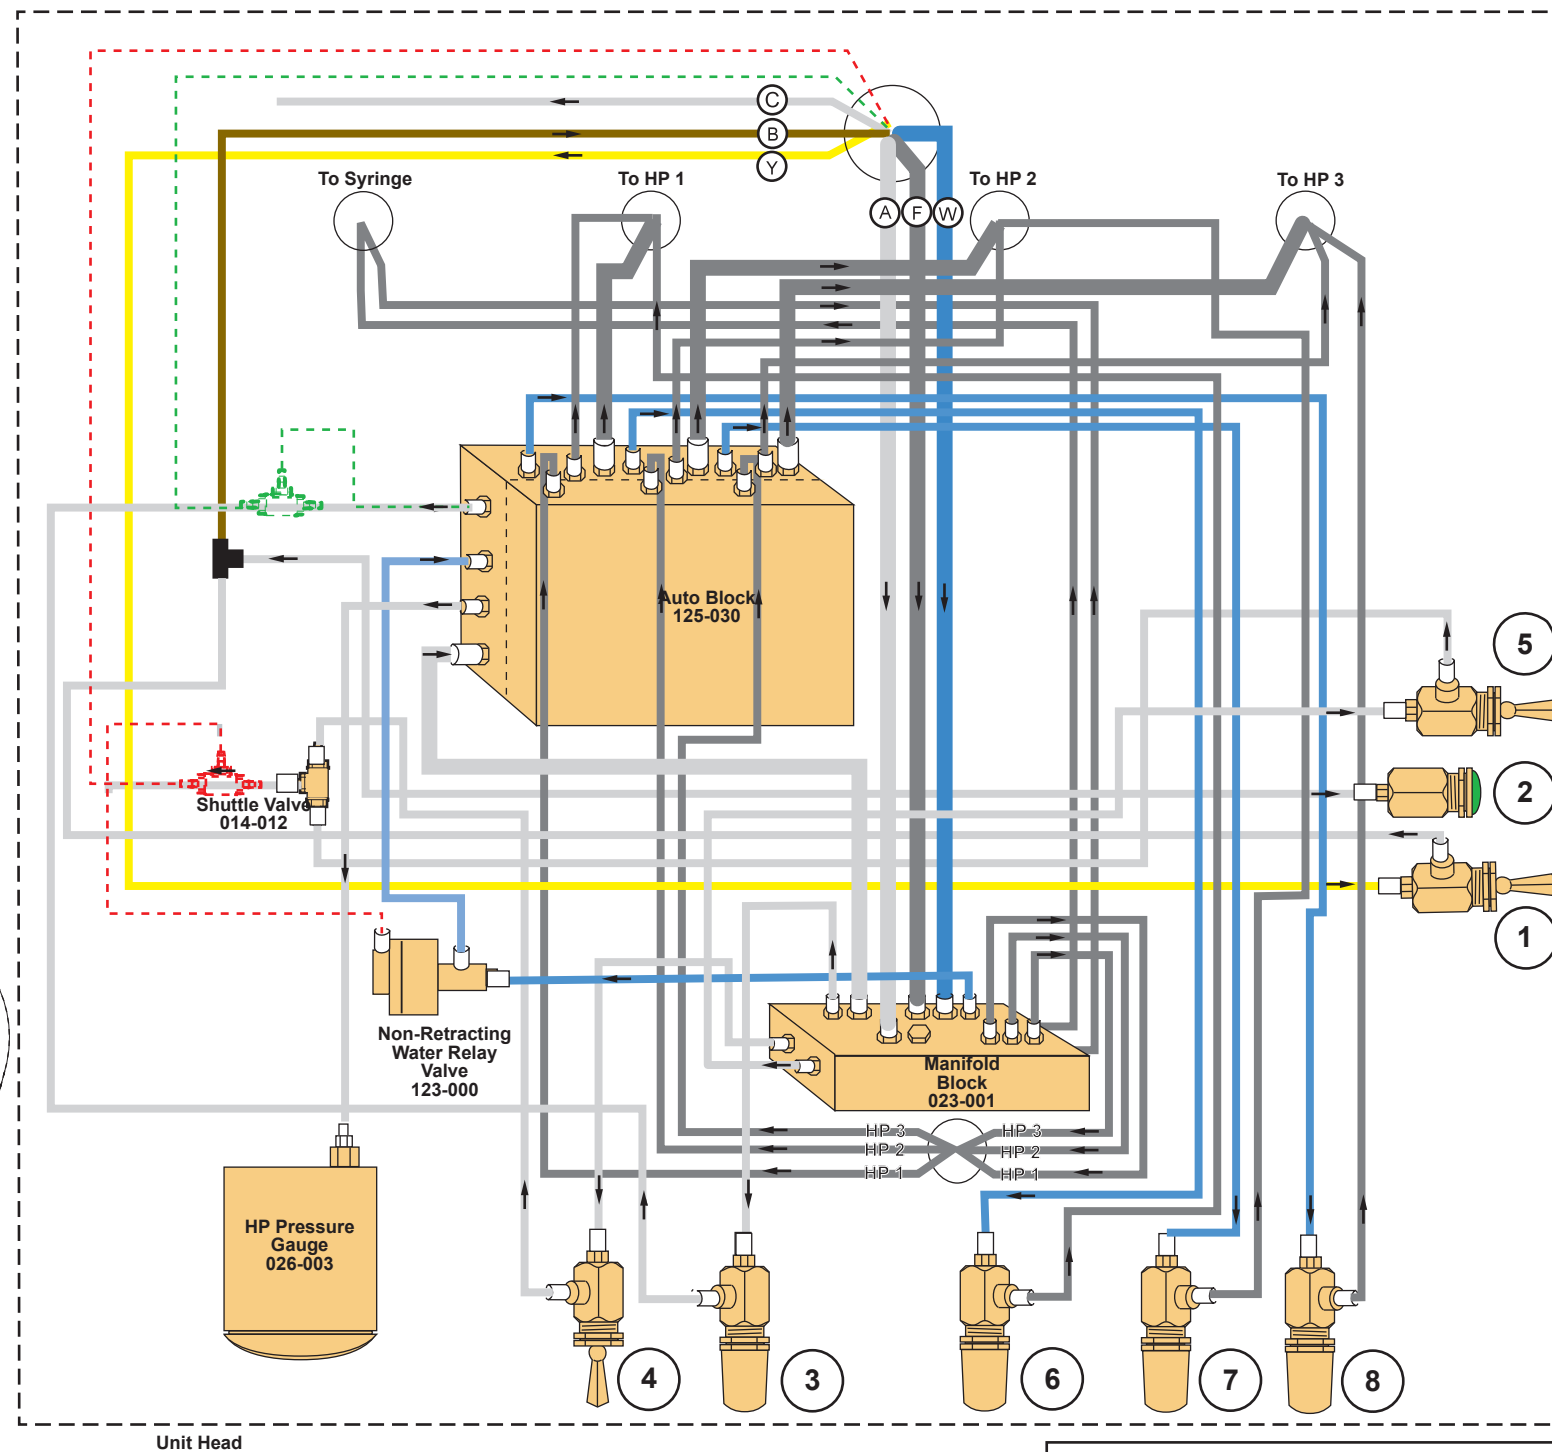 C
B
Y
To Syringe
To HP 1
To HP 2
To HP 3
A F W
Auto Block
125-030
5
2
1
Shuttle Valve
014-012
Non-Retracting
Water Relay
Valve
123-000
Manifold
Block
023-001
HP 3 HP 3
HP 2 HP 2
HP 1 HP 1
HP Pressure
Gauge
026-003
4 3 6 7 8
Unit Head